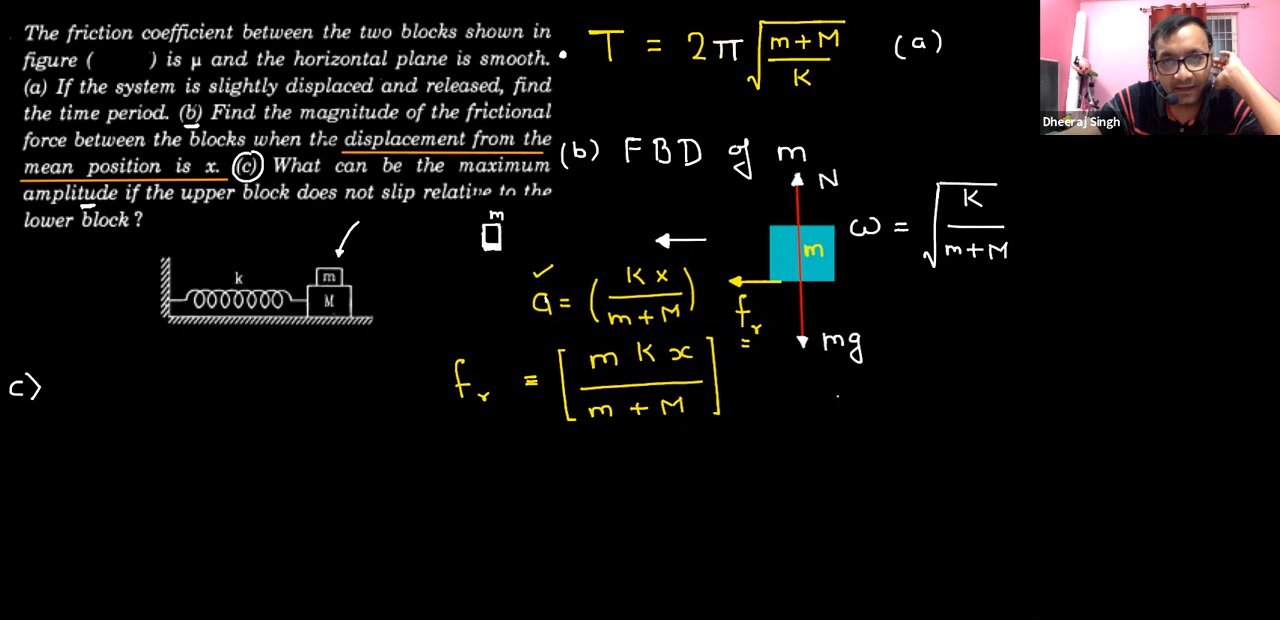 The friction coefficient between the two blocks shown in
figure ( ) is μ and the horizontal plane is smooth.
(a) If the system is slightly displaced and released, find
the time period. (b) Find the magnitude of the frictional
force between the blocks when the displacement from the
mean position is x. (c) What can be the maximum
amplitude if the upper block does not slip relative to the
lower block ?
k
m
M
m
T = 2π √((m+M)/K) (a)
(b) FBD of m
N
m
ω = √(K/(m+M))
a = (Kx/(m+M))
fr
mg
fr = [mKx/(m+M)]
c)
Dheeraj Singh